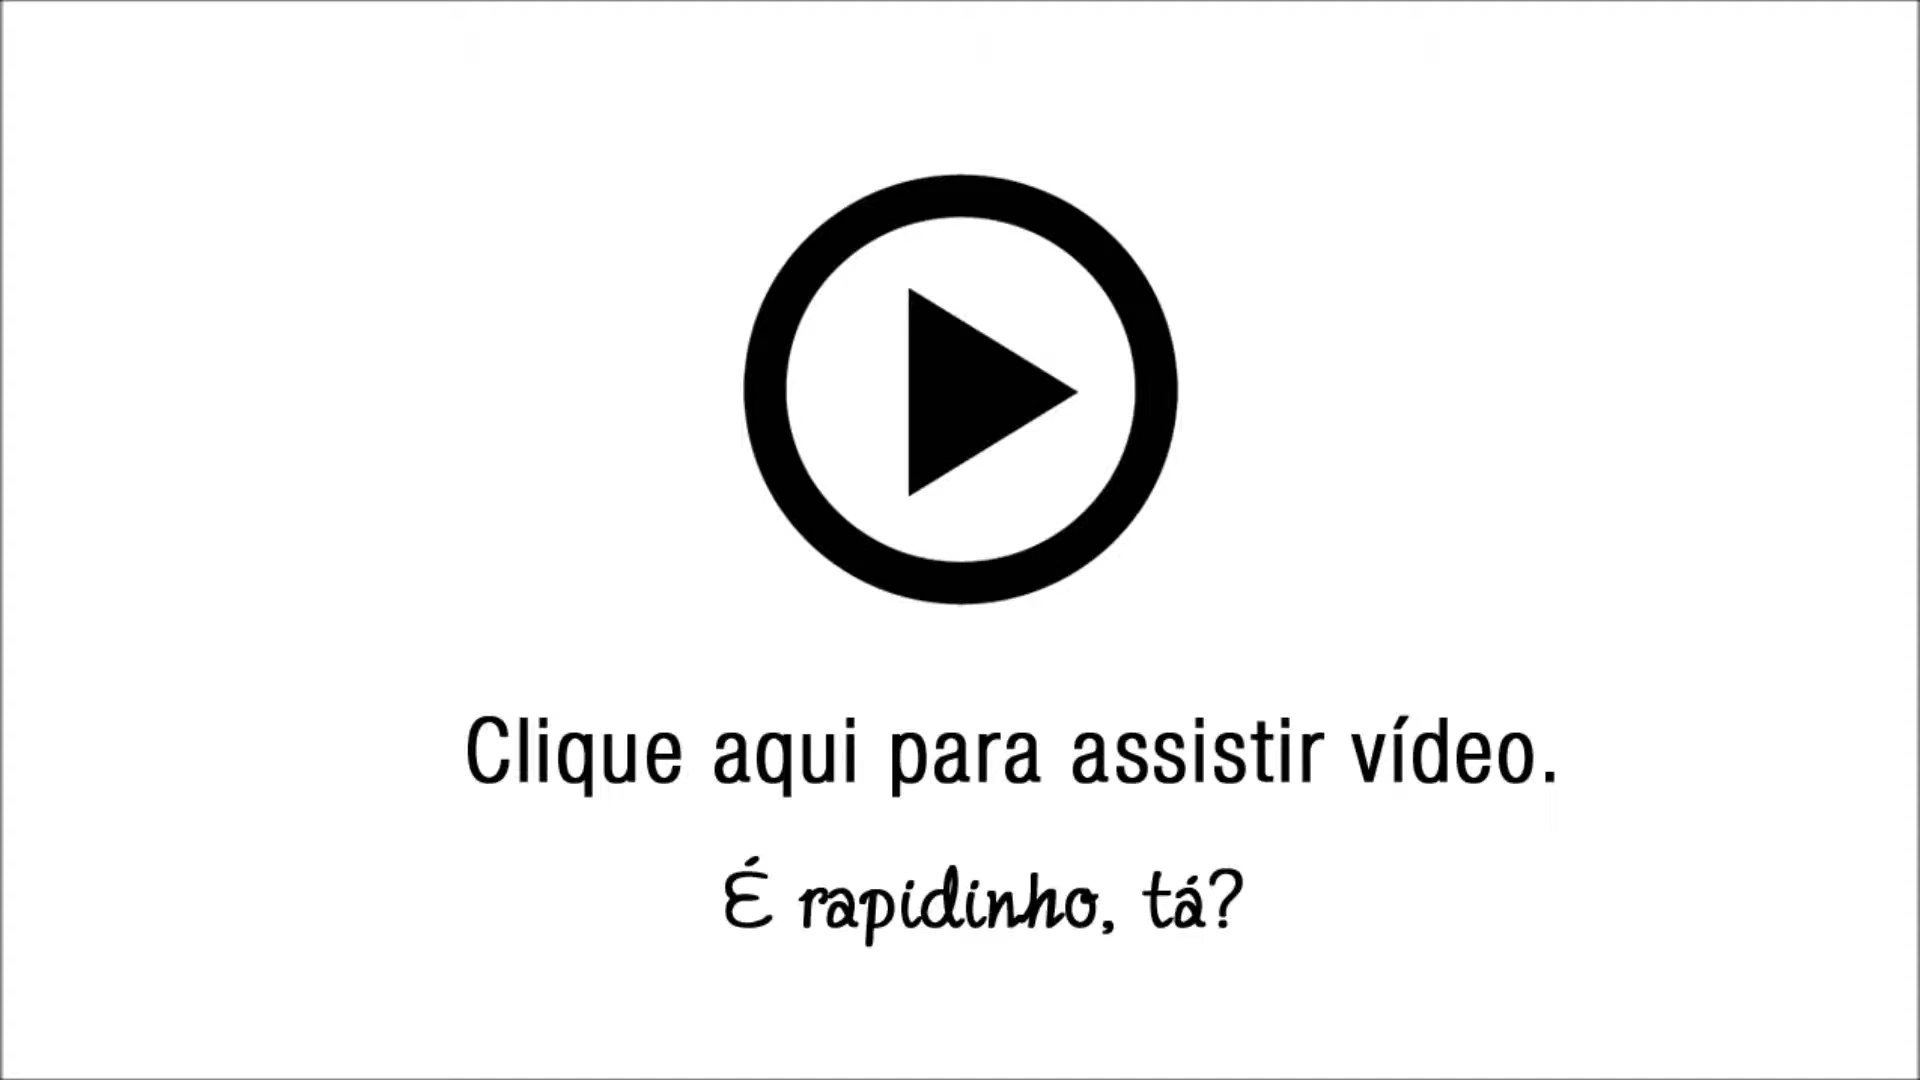 Clique aqui para assistir vídeo.
É rapidinho, tá?